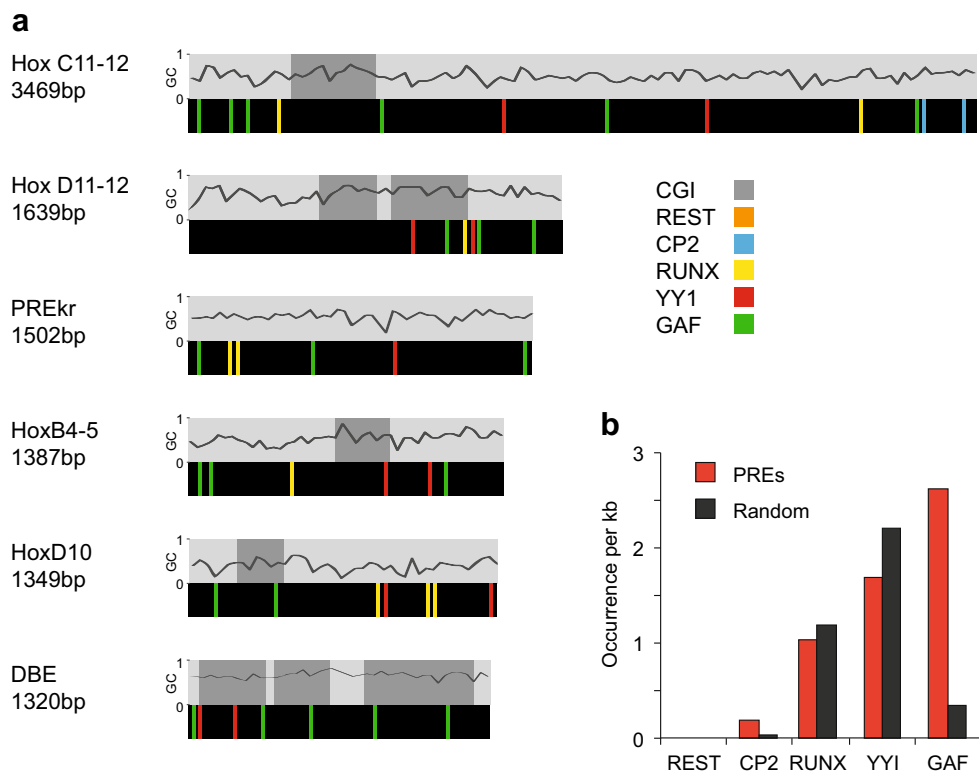 a
Hox C11-12
3469bp
1
GC
0
Hox D11-12
1639bp
1
GC
0
CGI
REST
CP2
RUNX
YY1
GAF
PREkr
1502bp
1
GC
0
HoxB4-5
1387bp
1
GC
0
HoxD10
1349bp
1
GC
0
DBE
1320bp
1
GC
0
b
3
2
1
0
Occurrence per kb
PREs
Random
REST
CP2
RUNX
YYI
GAF